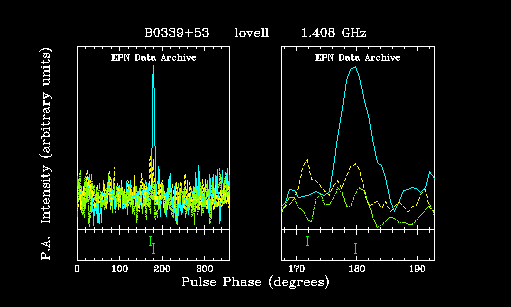 B0339+53 lovell 1.408 GHz
EPN Data Archive EPN Data Archive
P.A. Intensity (arbitrary units)
0 100 200 300 170 180 190
Pulse Phase (degrees)